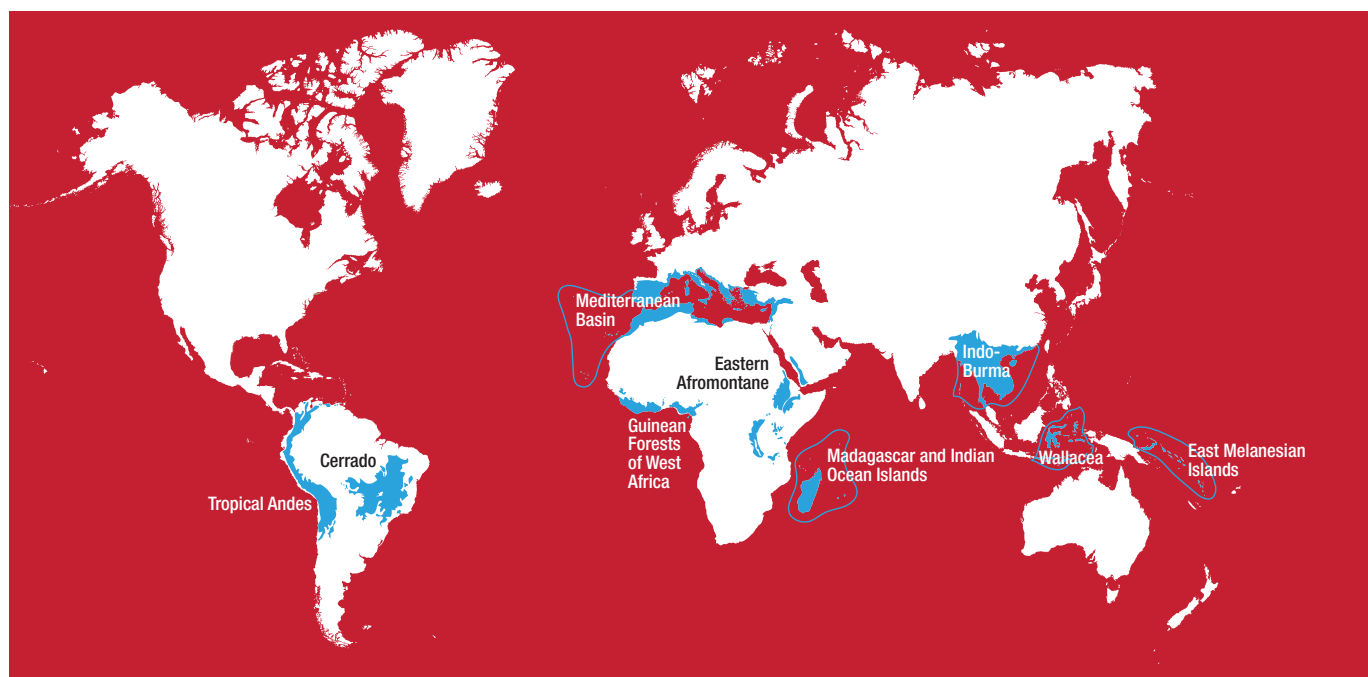 Mediterranean
Basin
Eastern
Afromontane
Indo-
Burma
Guinean
Forests
of West
Africa
Cerrado
Tropical Andes
Madagascar and Indian
Ocean Islands
Wallacea
East Melanesian
Islands